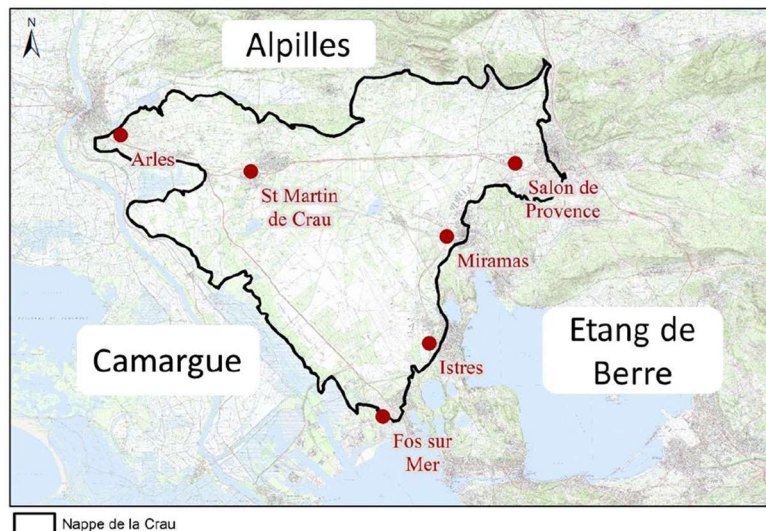 N
Alpilles
Arles
St Martin
de Crau
Salon de
Provence
Miramas
Camargue
Etang de
Berre
Istres
Fos sur
Mer
Nappe de la Crau